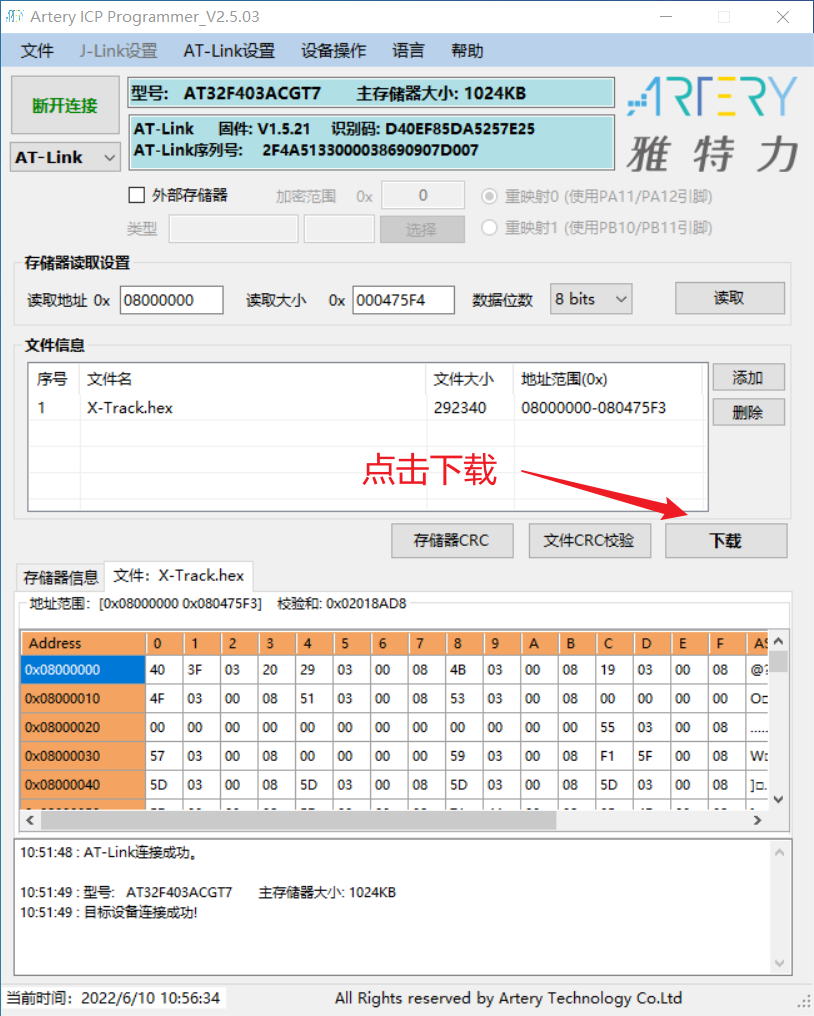 Artery ICP Programmer_V2.5.03
文件 J-Link设置 AT-Link设置 设备操作 语言 帮助
断开连接
型号: AT32F403ACGT7 主存储器大小: 1024KB
ARTERY
雅特力
AT-Link
AT-Link 固件: V1.5.21 识别码: D40EF85DA5257E25
AT-Link序列号: 2F4A5133000038690907D007
外部存储器 加密范围 0x 0 重映射0 (使用PA11/PA12引脚)
类型 选择 重映射1 (使用PB10/PB11引脚)
存储器读取设置
读取地址 0x 08000000 读取大小 0x 000475F4 数据位数 8 bits 读取
文件信息
序号 文件名 文件大小 地址范围(0x) 添加
1 X-Track.hex 292340 08000000-080475F3 删除
点击下载
存储器CRC 文件CRC校验 下载
存储器信息 文件: X-Track.hex
地址范围: [0x08000000 0x080475F3] 校验和: 0x02018AD8
Address 0 1 2 3 4 5 6 7 8 9 A B C D E F
0x08000000 40 3F 03 20 29 03 00 08 4B 03 00 08 19 03 00 08 @?
0x08000010 4F 03 00 08 51 03 00 08 53 03 00 08 00 00 00 00
0x08000020 00 00 00 00 00 00 00 00 00 00 00 00 55 03 00 08 .....
0x08000030 57 03 00 08 00 00 00 00 59 03 00 08 F1 5F 00 08
0x08000040 5D 03 00 08 5D 03 00 08 5D 03 00 08 5D 03 00 08
10:51:48 : AT-Link连接成功。
10:51:49 : 型号: AT32F403ACGT7 主存储器大小: 1024KB
10:51:49 : 目标设备连接成功!
当前时间: 2022/6/10 10:56:34 All Rights reserved by Artery Technology Co.Ltd